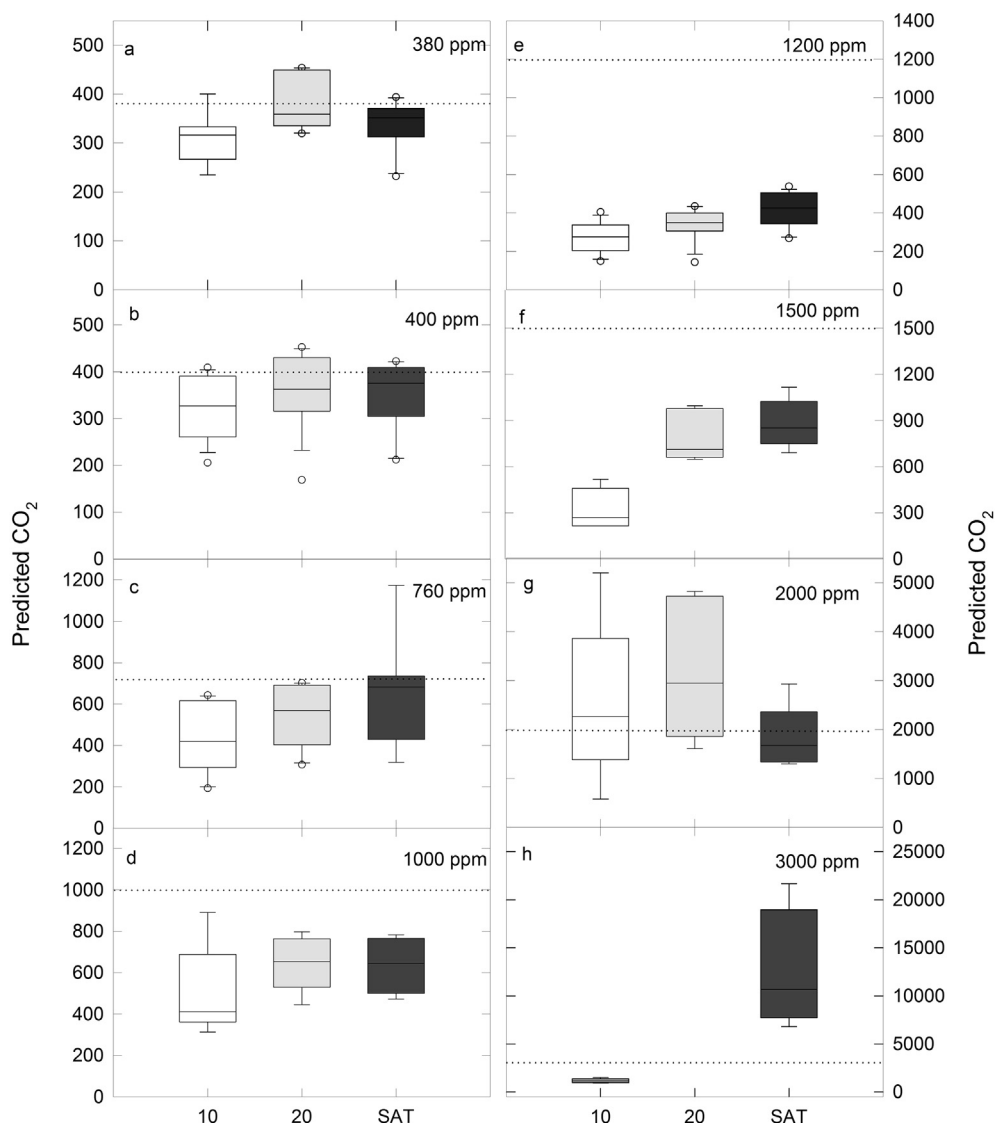 Predicted CO2
a
380 ppm
500
400
300
200
100
0
b
400 ppm
500
400
300
200
100
0
c
760 ppm
1200
1000
800
600
400
200
0
d
1000 ppm
1200
1000
800
600
400
200
0
10 20 SAT
e
1200 ppm
1400
1200
1000
800
600
400
200
0
f
1500 ppm
1500
1200
900
600
300
0
g
2000 ppm
5000
4000
3000
2000
1000
0
h
3000 ppm
25000
20000
15000
10000
5000
0
10 20 SAT
Predicted CO2